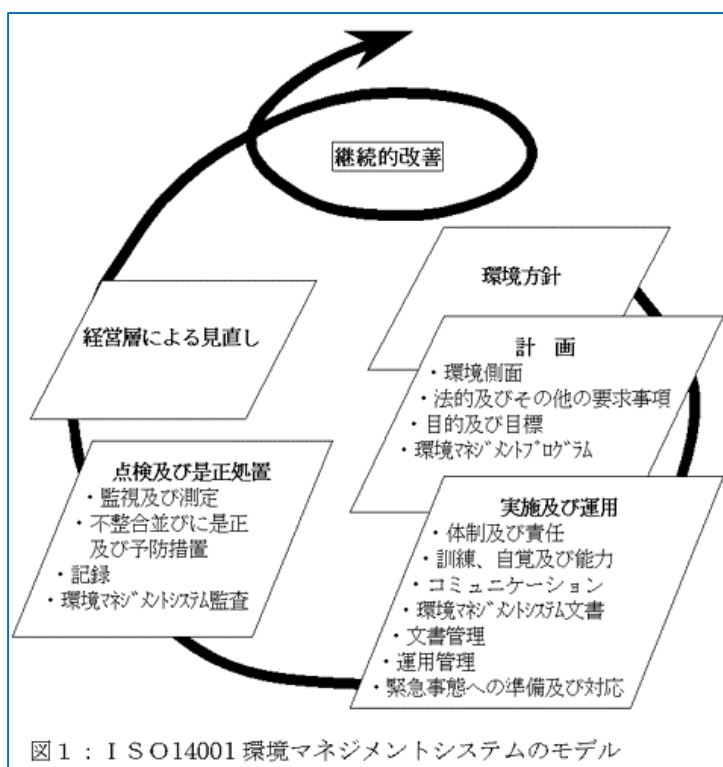 継続的改善
環境方針
計 画
・環境側面
・法的及びその他の要求事項
・目的及び目標
・環境ﾏﾈｼﾞﾒﾝﾄﾌﾟﾛｸﾞﾗﾑ
実施及び運用
・体制及び責任
・訓練、自覚及び能力
・コミュニケーション
・環境ﾏﾈｼﾞﾒﾝﾄｼｽﾃﾑ文書
・文書管理
・運用管理
・緊急事態への準備及び対応
点検及び是正処置
・監視及び測定
・不整合並びに是正
及び予防措置
・記録
・環境ﾏﾈｼﾞﾒﾝﾄｼｽﾃﾑ監査
経営層による見直し
図１：ＩＳＯ14001環境マネジメントシステムのモデル